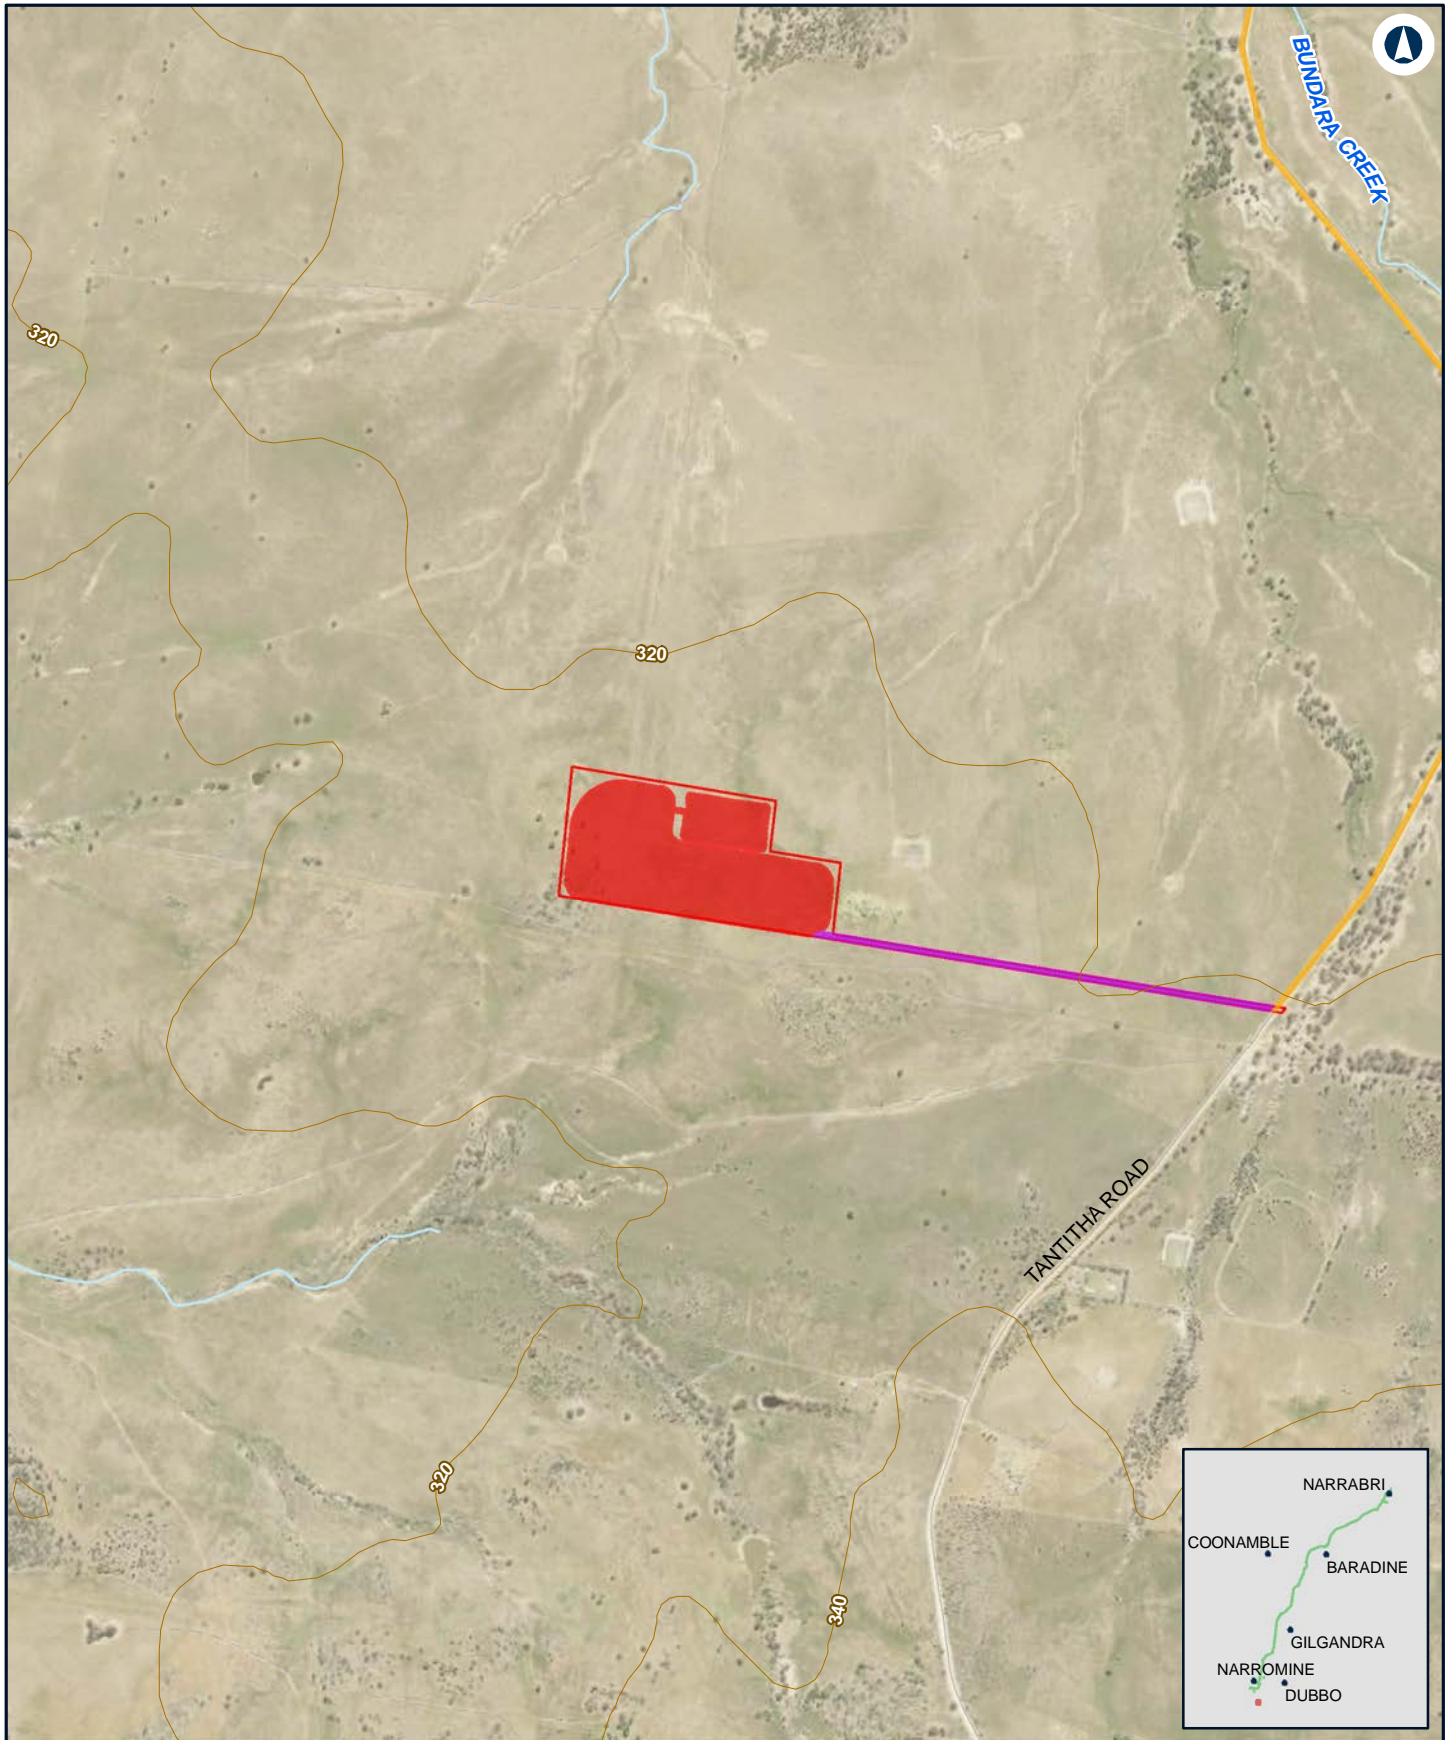 BUNDARA CREEK
320
320
TANTITHA ROAD
320
340
NARRABRI
COONAMBLE
BARADINE
GILGANDRA
NARROMINE
DUBBO